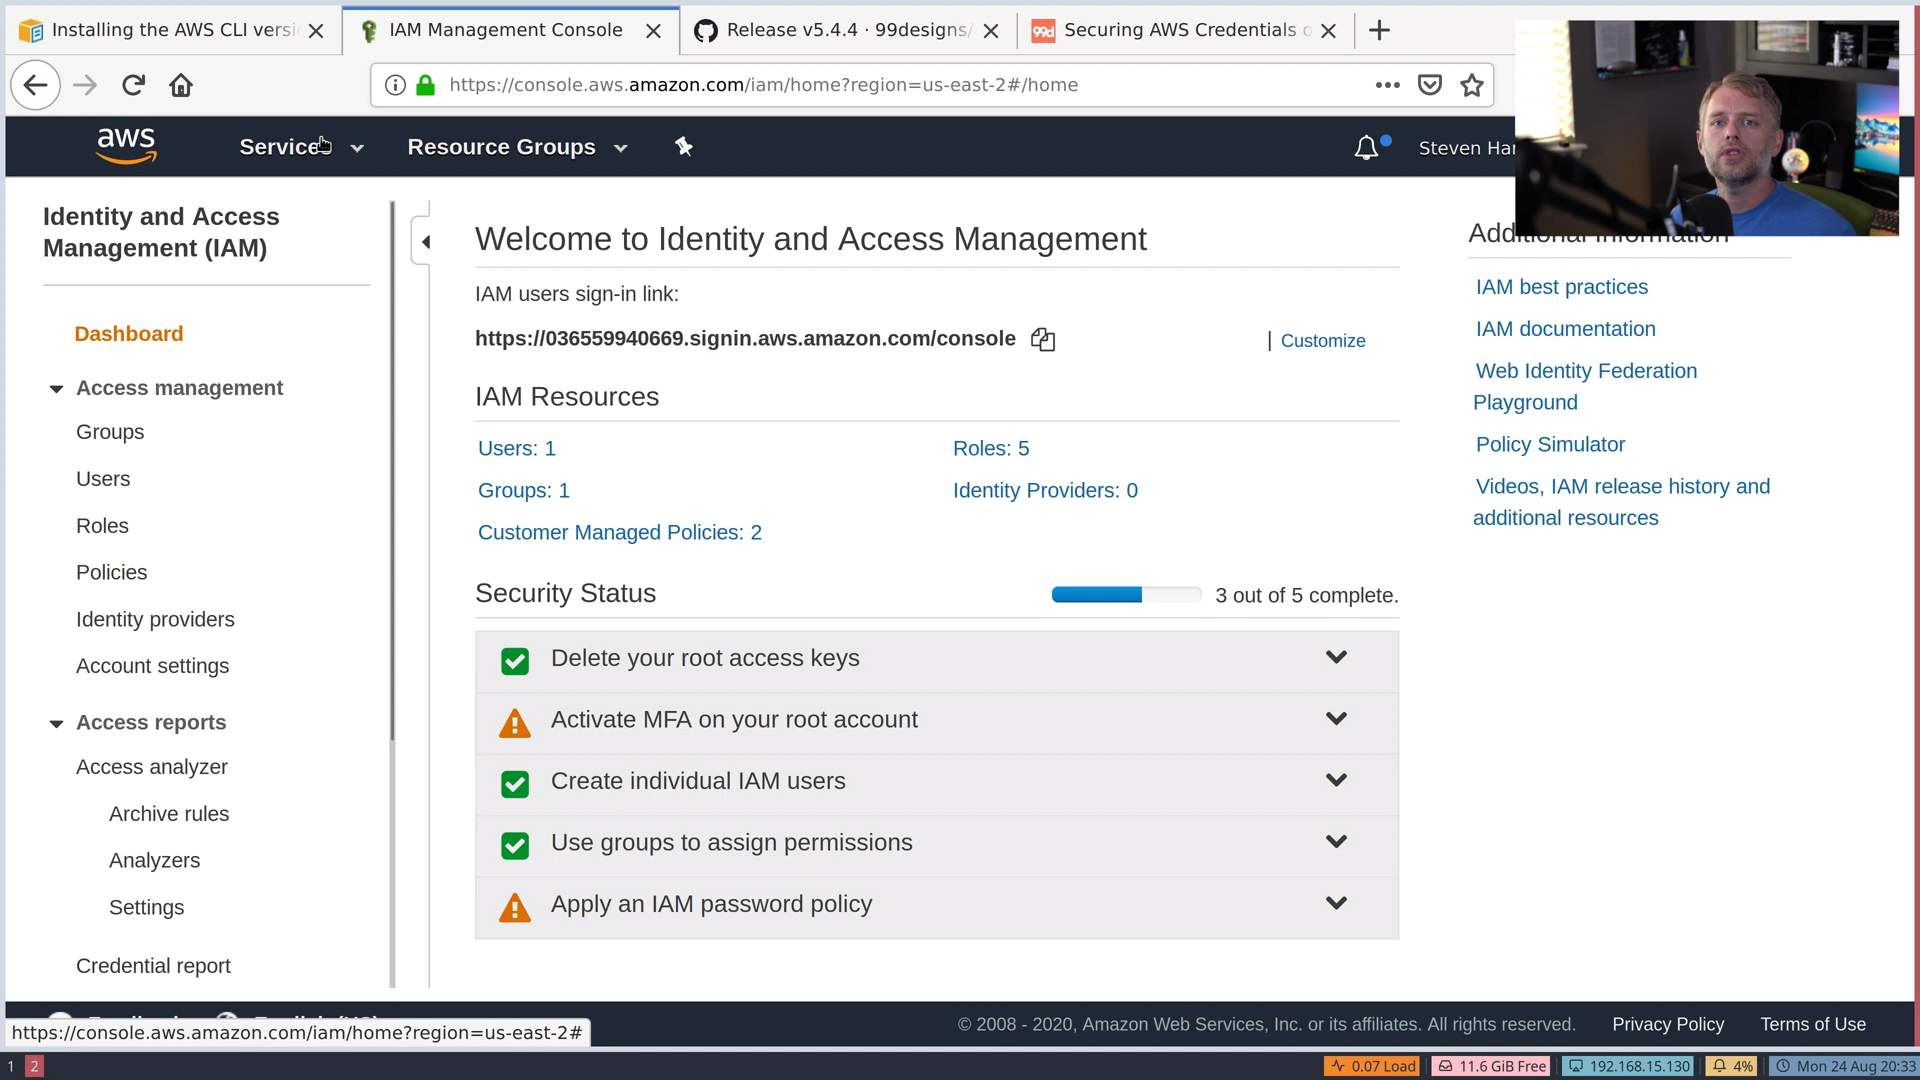 Installing the AWS CLI versi
IAM Management Console
Release v5.4.4 · 99designs/
99d
Securing AWS Credentials o
https://console.aws.amazon.com/iam/home?region=us-east-2#/home
aws
Services
Resource Groups
Steven Har
Identity and Access
Management (IAM)
Dashboard
Access management
Groups
Users
Roles
Policies
Identity providers
Account settings
Access reports
Access analyzer
Archive rules
Analyzers
Settings
Credential report
Welcome to Identity and Access Management
IAM users sign-in link:
https://036559940669.signin.aws.amazon.com/console
| Customize
IAM Resources
Users: 1
Roles: 5
Groups: 1
Identity Providers: 0
Customer Managed Policies: 2
Security Status
3 out of 5 complete.
Delete your root access keys
Activate MFA on your root account
Create individual IAM users
Use groups to assign permissions
Apply an IAM password policy
Additional information
IAM best practices
IAM documentation
Web Identity Federation
Playground
Policy Simulator
Videos, IAM release history and
additional resources
© 2008 - 2020, Amazon Web Services, Inc. or its affiliates. All rights reserved.
Privacy Policy
Terms of Use
https://console.aws.amazon.com/iam/home?region=us-east-2#
1 2
0.07 Load
11.6 GiB Free
192.168.15.130
4%
Mon 24 Aug 20:33